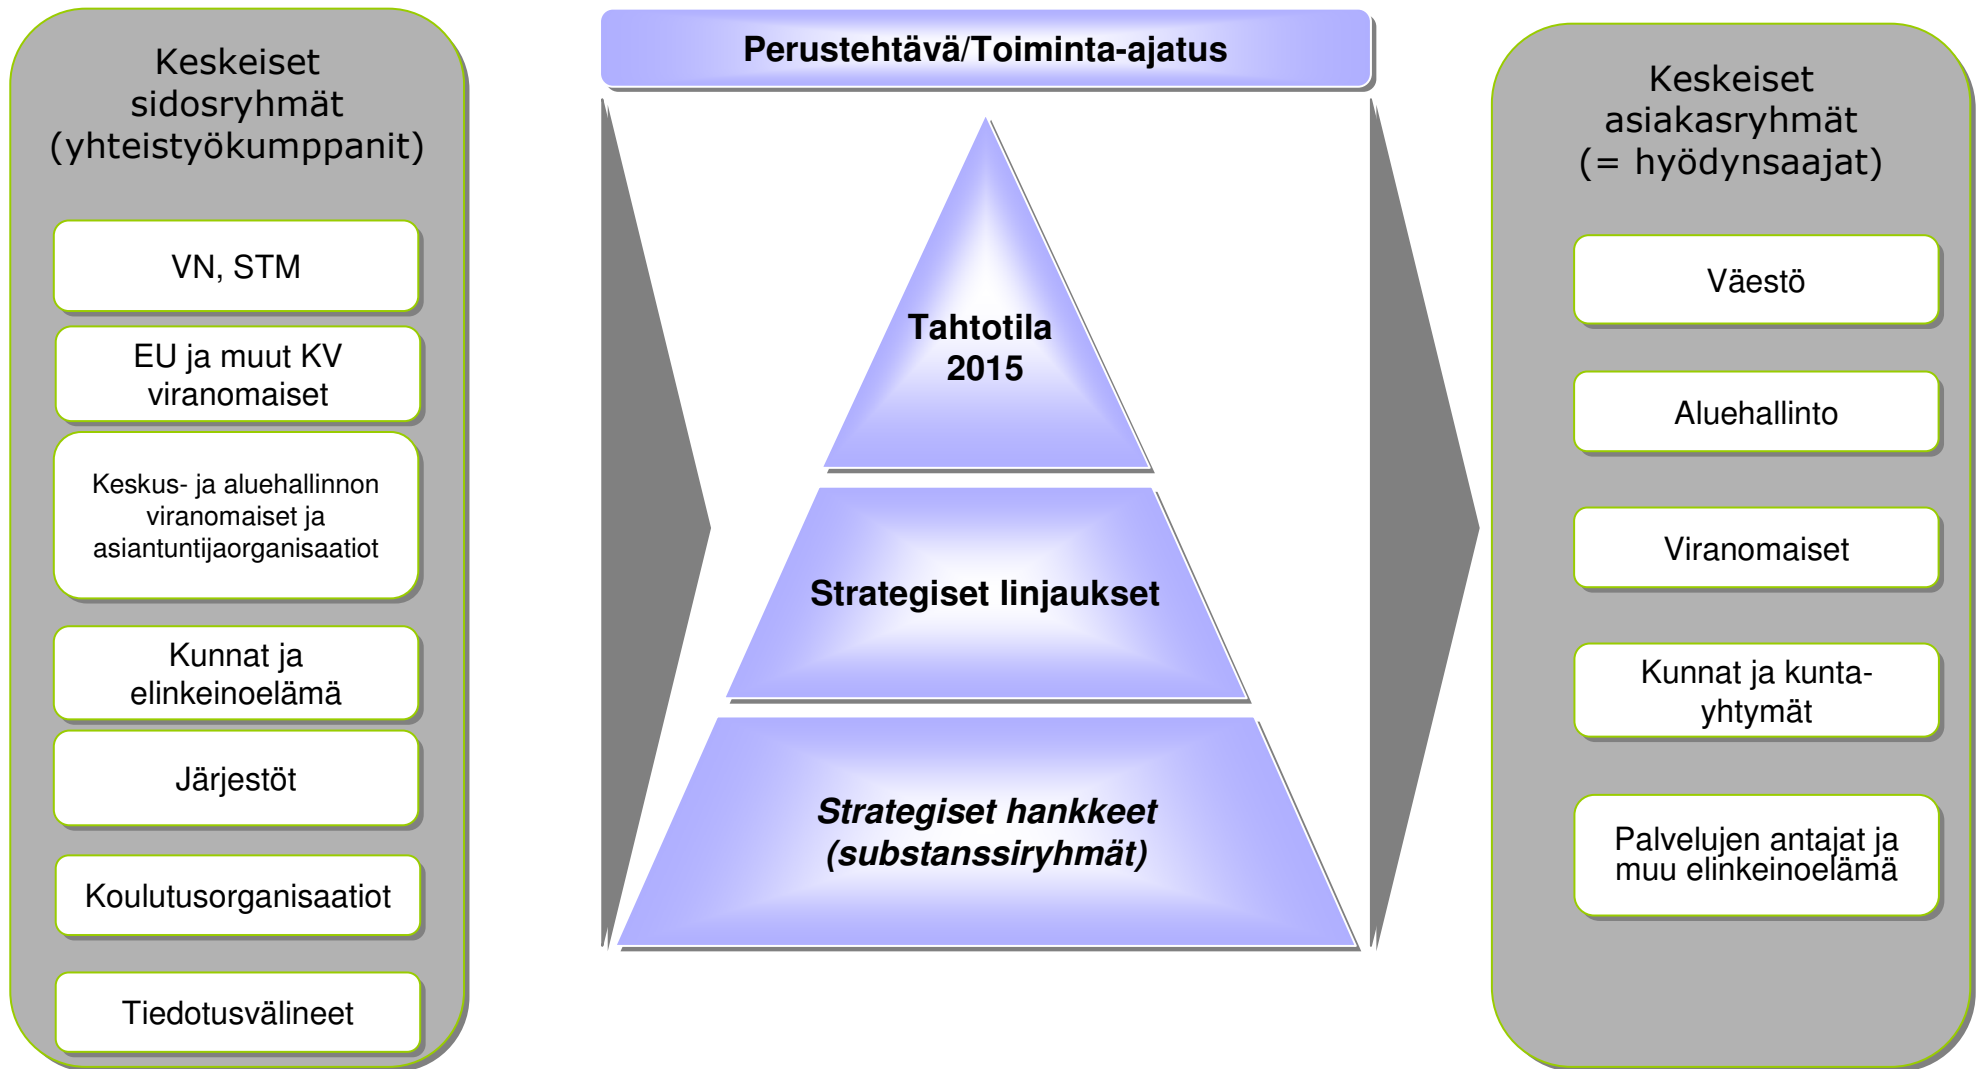 Keskeiset
sidosryhmät
(yhteistyökumppanit)
VN, STM
EU ja muut KV
viranomaiset
Keskus- ja aluehallinnon
viranomaiset ja
asiantuntijaorganisaatiot
Kunnat ja
elinkeinoelämä
Järjestöt
Koulutusorganisaatiot
Tiedotusvälineet
Perustehtävä/Toiminta-ajatus
Tahtotila
2015
Strategiset linjaukset
Strategiset hankkeet
(substanssiryhmät)
Keskeiset
asiakasryhmät
(= hyödynsaajat)
Väestö
Aluehallinto
Viranomaiset
Kunnat ja kunta-
yhtymät
Palvelujen antajat ja
muu elinkeinoelämä